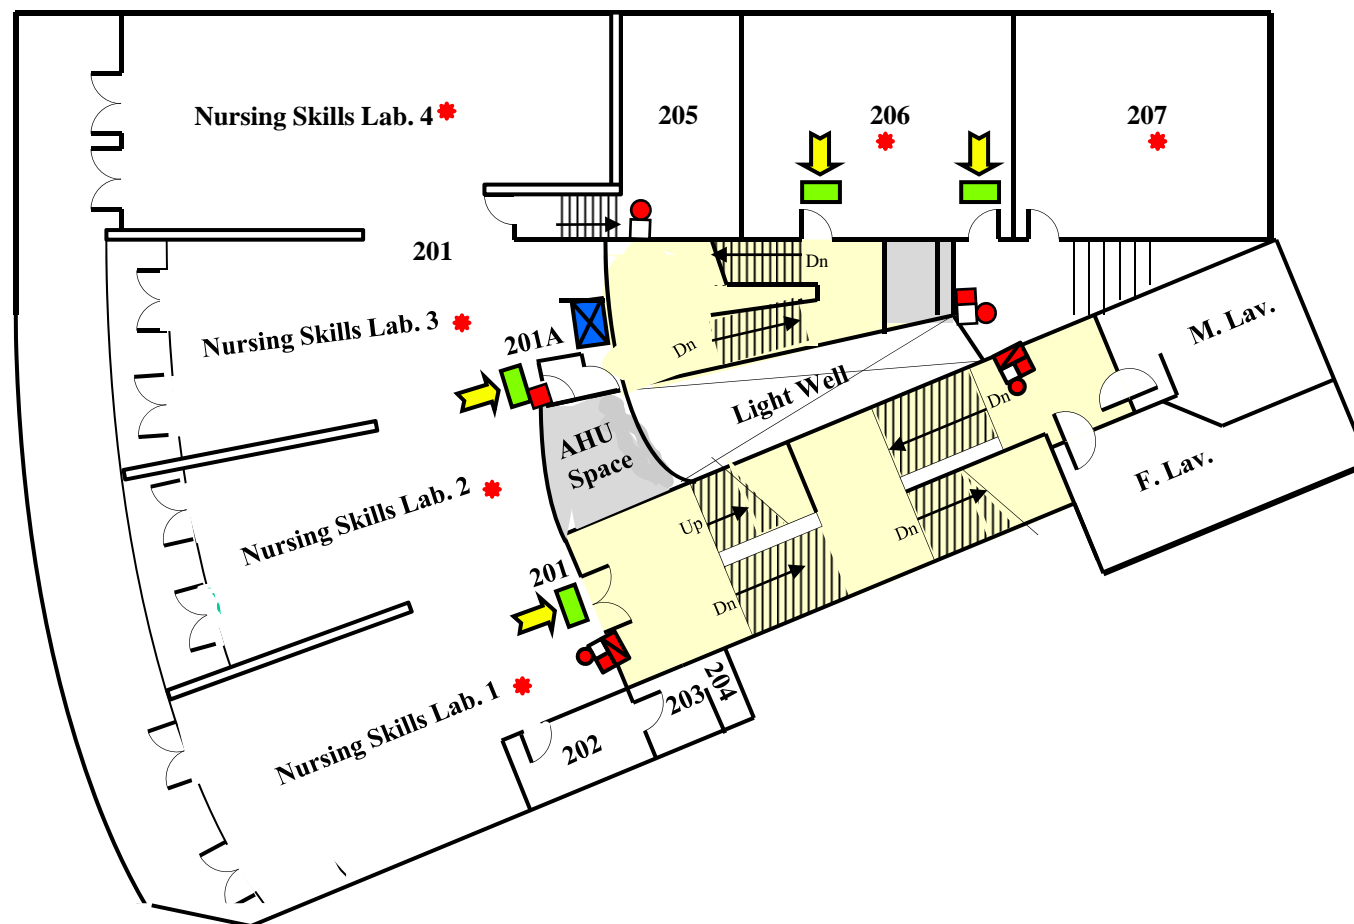 Nursing Skills Lab. 4
205
206
207
201
Dn
Nursing Skills Lab. 3
201A
Dn
M. Lav.
Light Well
Dn
AHU
Space
F. Lav.
Nursing Skills Lab. 2
Up
Dn
201
Dn
Nursing Skills Lab. 1
203
204
202